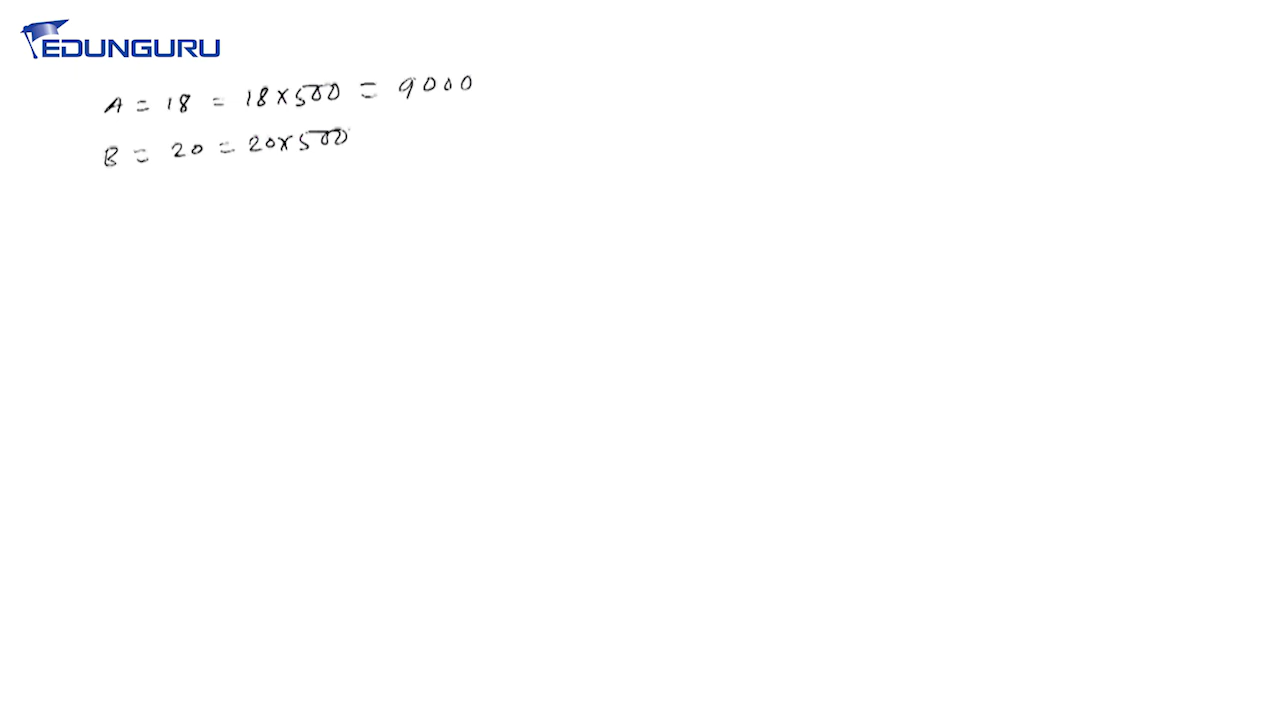 EDUNGURU
A = 18 = 18×500 = 9000
B = 20 = 20×500